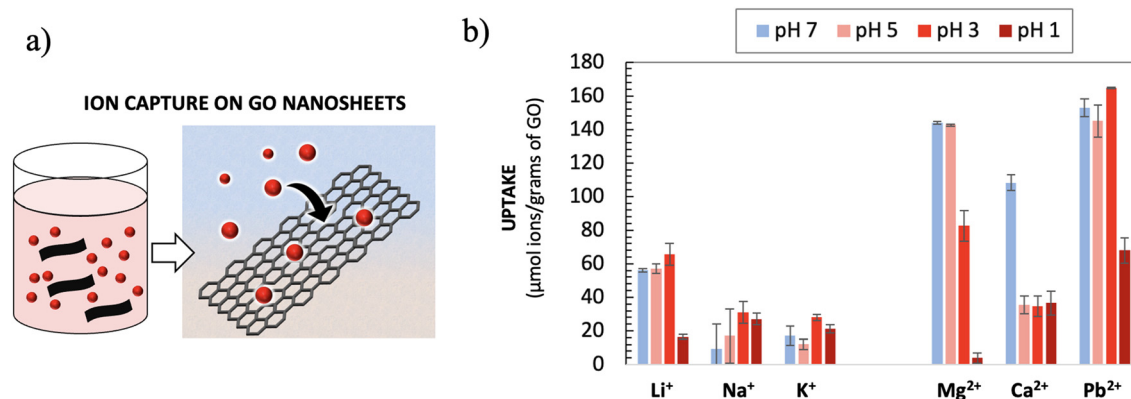 a)
ION CAPTURE ON GO NANOSHEETS
b)
pH 7 pH 5 pH 3 pH 1
UPTAKE
(µmol ions/grams of GO)
180
160
140
120
100
80
60
40
20
0
Li⁺ Na⁺ K⁺ Mg²⁺ Ca²⁺ Pb²⁺